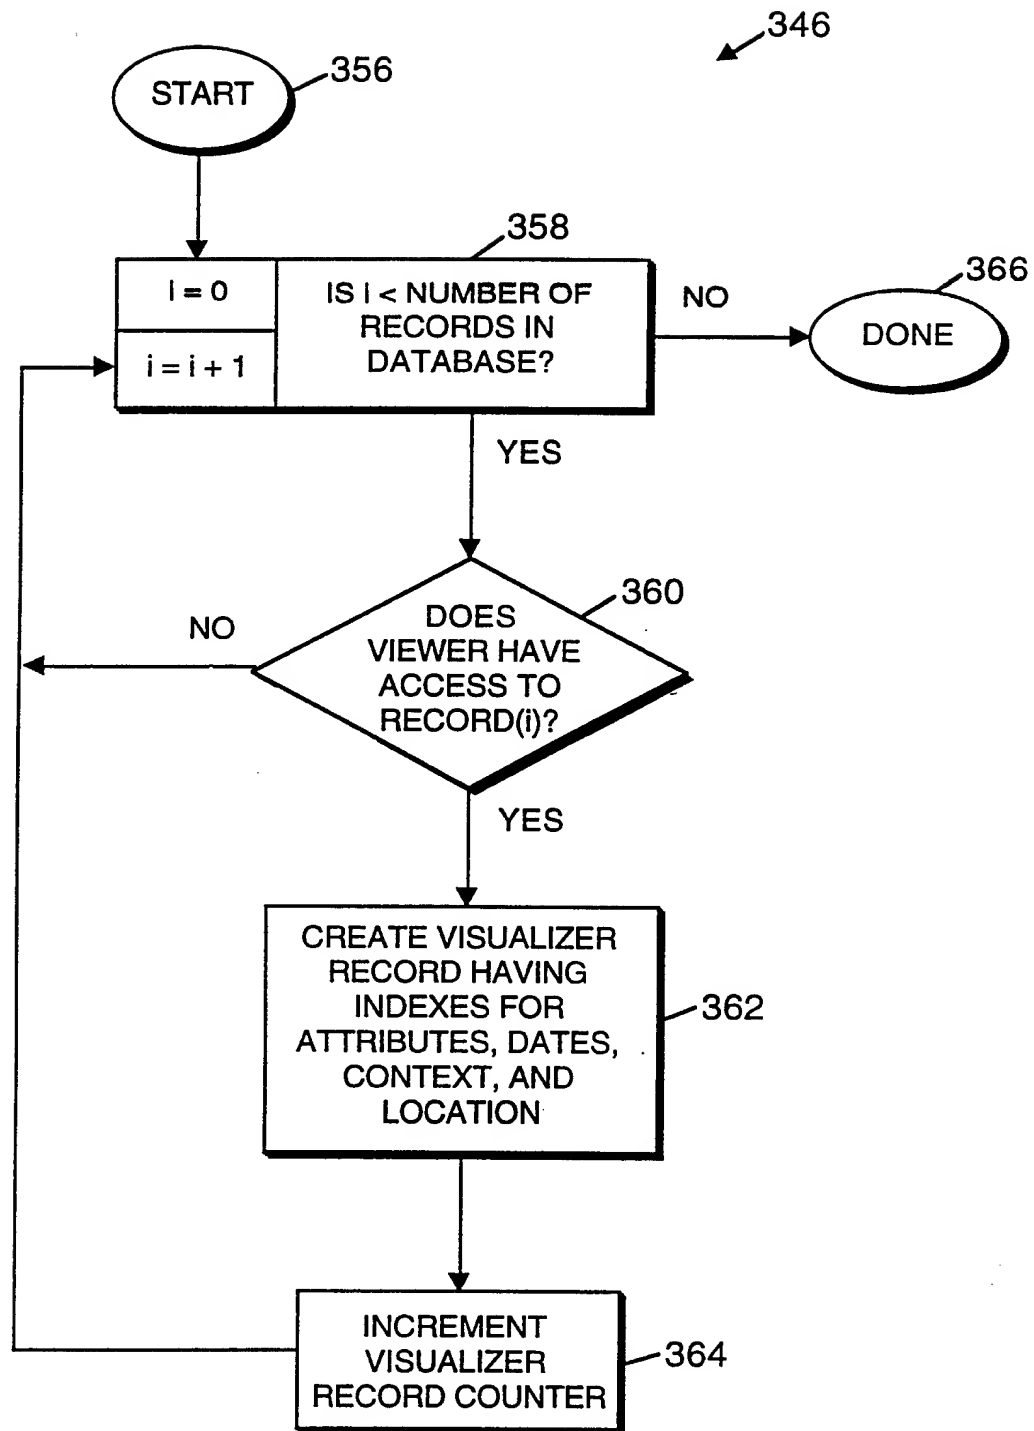 346
START
356
358
i = 0
i = i + 1
IS i < NUMBER OF
RECORDS IN
DATABASE?
NO
366
DONE
YES
360
NO
DOES
VIEWER HAVE
ACCESS TO
RECORD(i)?
YES
CREATE VISUALIZER
RECORD HAVING
INDEXES FOR
ATTRIBUTES, DATES,
CONTEXT, AND
LOCATION
362
INCREMENT
VISUALIZER
RECORD COUNTER
364